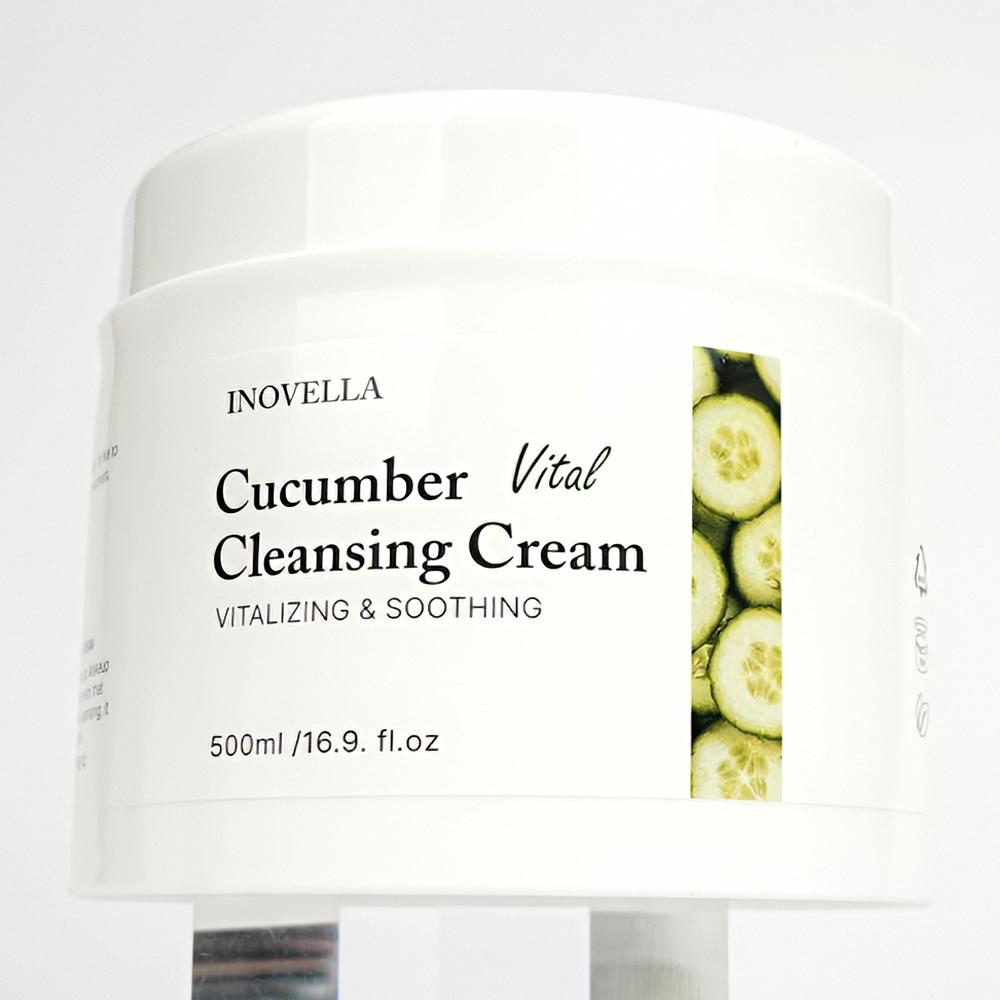 INOVELLA
Cucumber Vital
Cleansing Cream
VITALIZING & SOOTHING
500ml /16.9. fl.oz